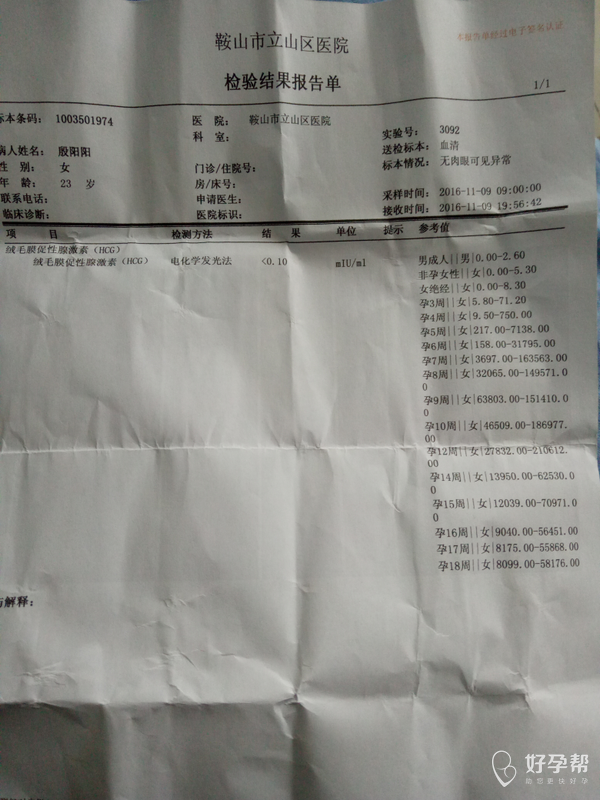 鞍山市立山区医院
本报告单经过电子签名认证
检验结果报告单
1/1
标本条码： 1003501974 医 院： 鞍山市立山区医院 实验号： 3092
科 室： 送检标本： 血清
病人姓名： 殷阳阳 标本情况： 无肉眼可见异常
性 别： 女 门诊/住院号：
年 龄： 23 岁 房/床号： 采样时间： 2016-11-09 09:00:00
联系电话： 申请医生： 接收时间： 2016-11-09 19:56:42
临床诊断： 医院标识：
项 目 检测方法 结 果 单位 提示 参考值
绒毛膜促性腺激素（HCG）
绒毛膜促性腺激素（HCG） 电化学发光法 <0.10 mIU/ml 男成人||男|0.00-2.60
非孕女性||女|0.00-5.30
女绝经||女|0.00-8.30
孕3周||女|5.80-71.20
孕4周||女|9.50-750.00
孕5周||女|217.00-7138.00
孕6周||女|158.00-31795.00
孕7周||女|3697.00-163563.00
孕8周||女|32065.00-149571.0
0
孕9周||女|63803.00-151410.0
0
孕10周||女|46509.00-186977.
00
孕12周||女|27832.00-210612.
00
孕14周||女|13950.00-62530.0
0
孕15周||女|12039.00-70971.0
0
孕16周||女|9040.00-56451.00
孕17周||女|8175.00-55868.00
孕18周||女|8099.00-58176.00
与解释：
好孕帮
助您更快好孕